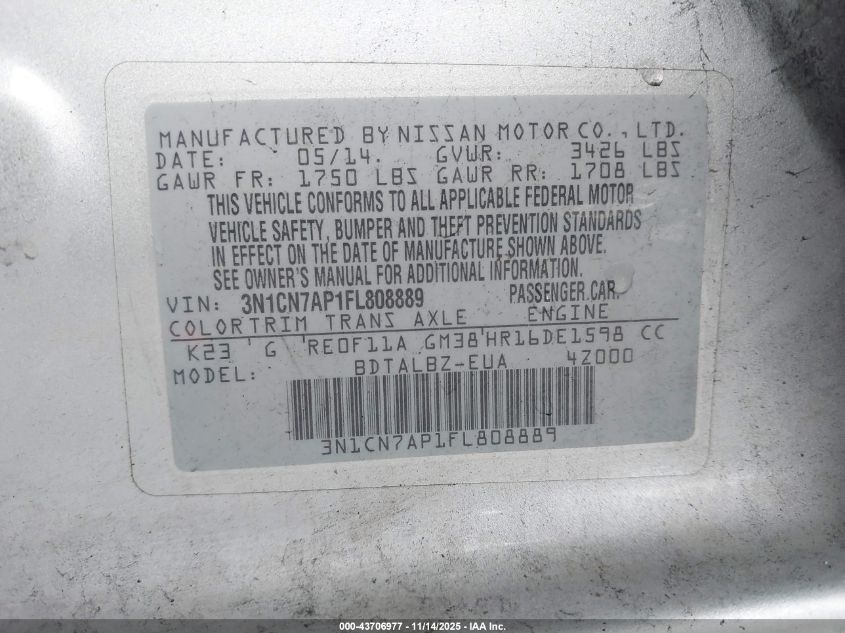 MANUFACTURED BY NISSAN MOTOR CO., LTD.
DATE: 05/14. GVWR: 3426 LBS
GAWR FR: 1750 LBS GAWR RR: 1708 LBS
THIS VEHICLE CONFORMS TO ALL APPLICABLE FEDERAL MOTOR
VEHICLE SAFETY, BUMPER AND THEFT PREVENTION STANDARDS
IN EFFECT ON THE DATE OF MANUFACTURE SHOWN ABOVE.
SEE OWNER'S MANUAL FOR ADDITIONAL INFORMATION.
VIN: 3N1CN7AP1FL808889 PASSENGER CAR
COLOR TRIM TRANS AXLE ENGINE
K23 ' G 'RE0F11A GM38'HR16DE1598 CC
MODEL: BDTALBZ-EUA 4Z000
3N1CN7AP1FL808889
000-43706977 - 11/14/2025 - IAA Inc.